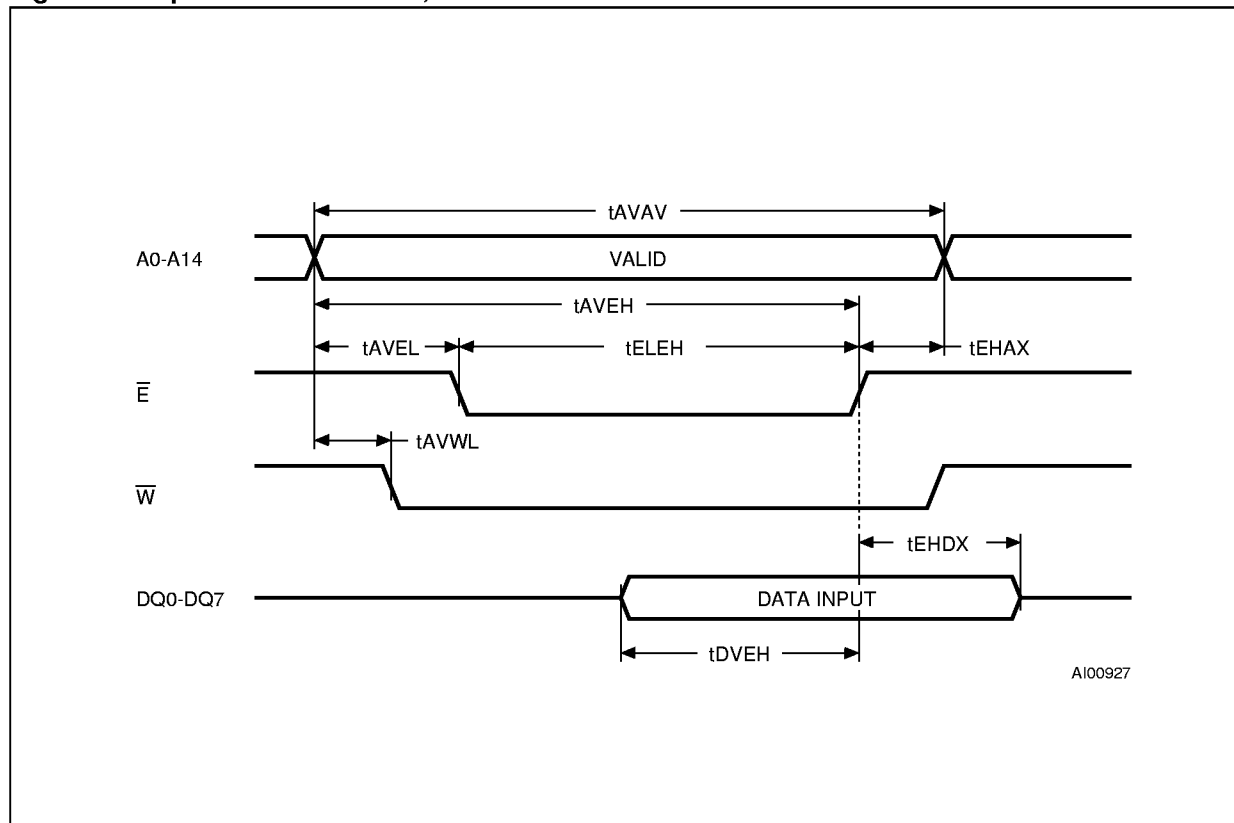 tAVAV
A0-A14
VALID
tAVEH
tAVEL
tELEH
tEHAX
E
tAVWL
W
tEHDX
DQ0-DQ7
DATA INPUT
tDVEH
AI00927